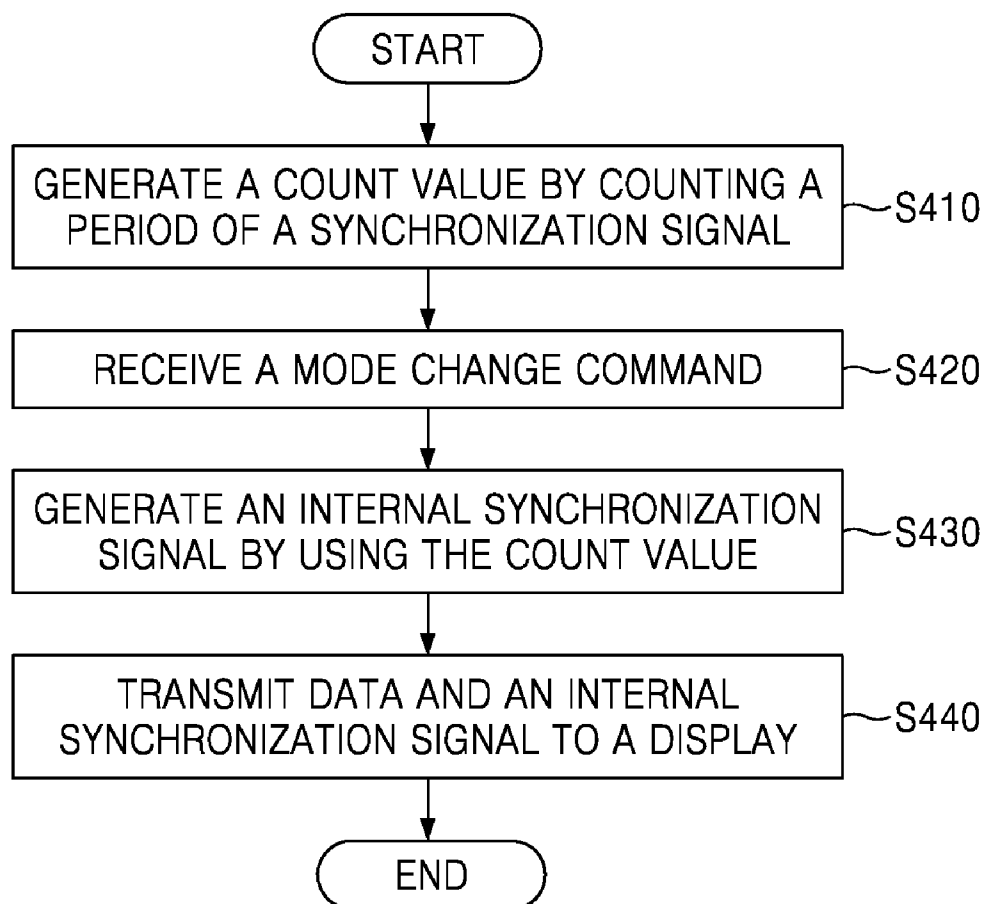 START
GENERATE A COUNT VALUE BY COUNTING A
PERIOD OF A SYNCHRONIZATION SIGNAL
S410
RECEIVE A MODE CHANGE COMMAND
S420
GENERATE AN INTERNAL SYNCHRONIZATION
SIGNAL BY USING THE COUNT VALUE
S430
TRANSMIT DATA AND AN INTERNAL
SYNCHRONIZATION SIGNAL TO A DISPLAY
S440
END